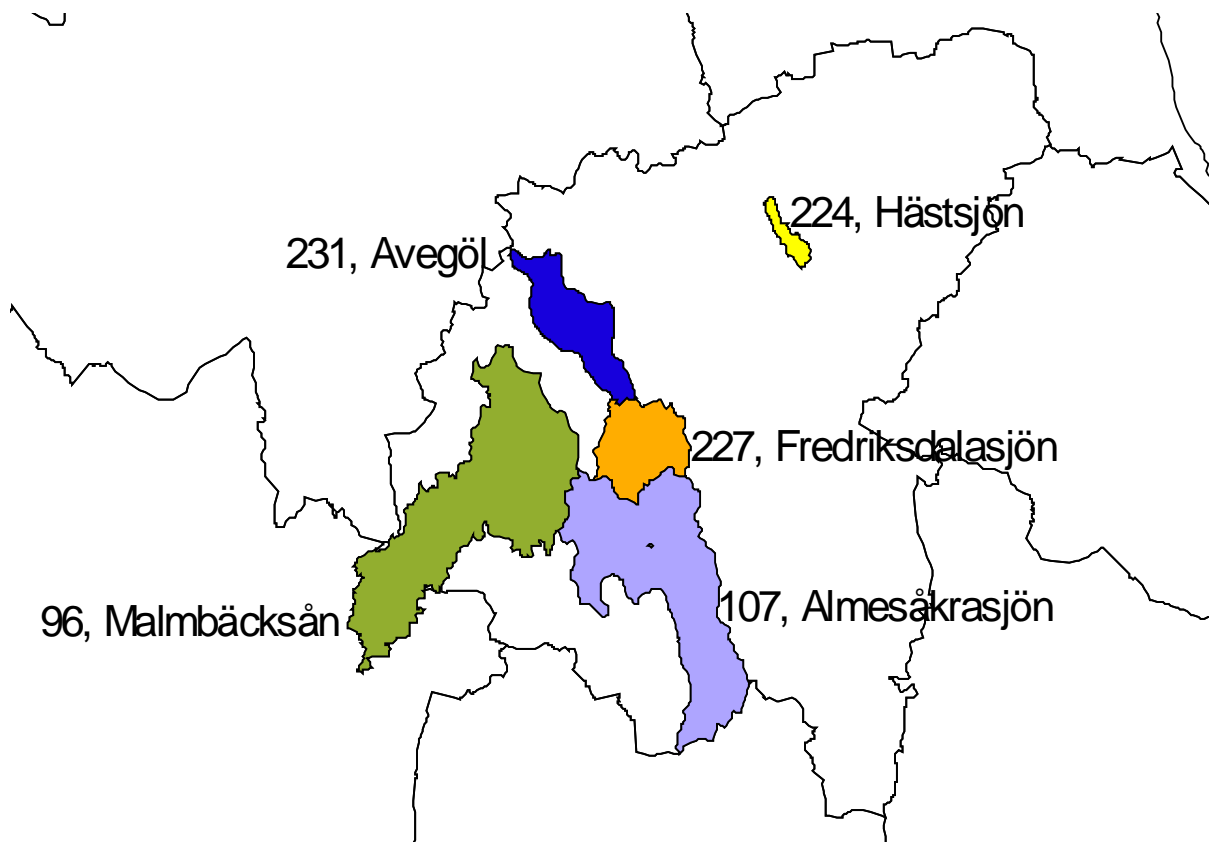 224, Hästsjön
231, Avegöl
227, Fredriksdalasjön
107, Almesåkrasjön
96, Malmbäcksån